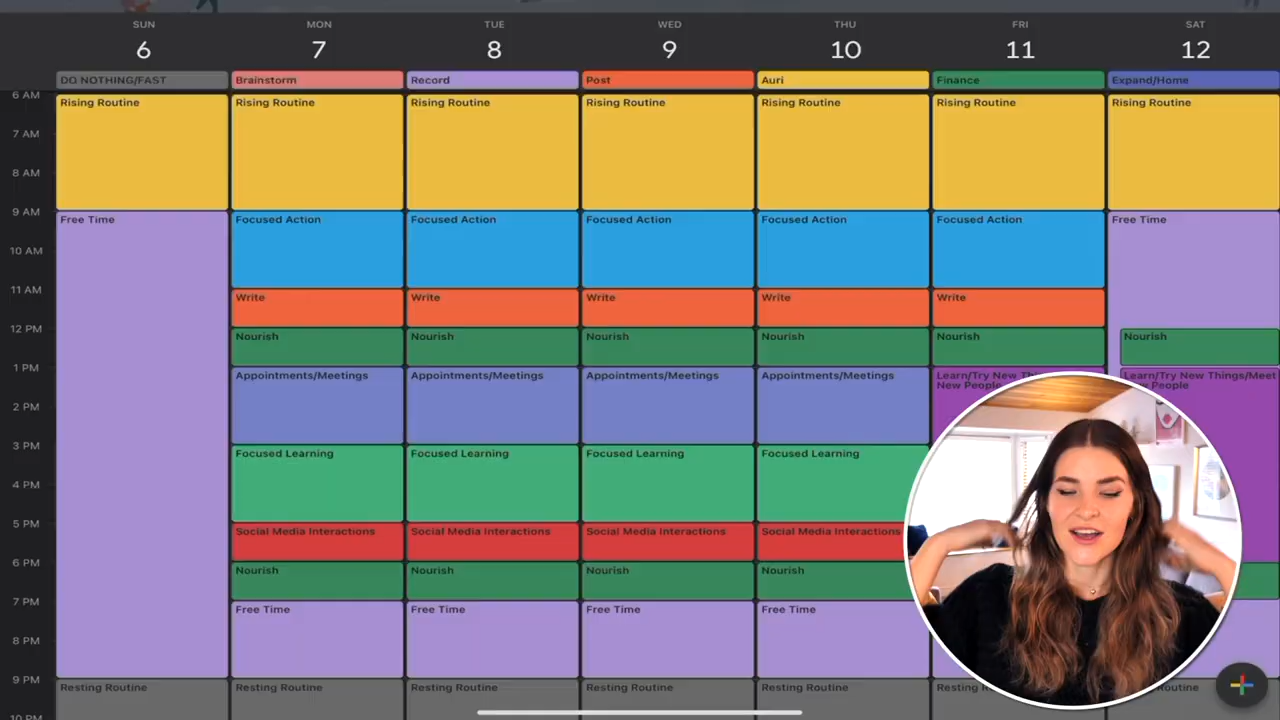 SUN MON TUE WED THU FRI SAT
6 7 8 9 10 11 12
DO NOTHING/FAST Brainstorm Record Post Auri Finance Expand/Home
6 AM
Rising Routine Rising Routine Rising Routine Rising Routine Rising Routine Rising Routine Rising Routine
7 AM
8 AM
9 AM
Free Time Focused Action Focused Action Focused Action Focused Action Focused Action Free Time
10 AM
11 AM
Write Write Write Write Write
12 PM
Nourish Nourish Nourish Nourish Nourish Nourish
1 PM
Appointments/Meetings Appointments/Meetings Appointments/Meetings Appointments/Meetings Learn/Try New Learn/Try New Things/Meet
New People People
2 PM
3 PM
Focused Learning Focused Learning Focused Learning Focused Learning
4 PM
5 PM
Social Media Interactions Social Media Interactions Social Media Interactions Social Media Interactions
6 PM
Nourish Nourish Nourish Nourish
7 PM
Free Time Free Time Free Time Free Time
8 PM
9 PM
Resting Routine Resting Routine Resting Routine Resting Routine Resting Routine Routine
10 PM